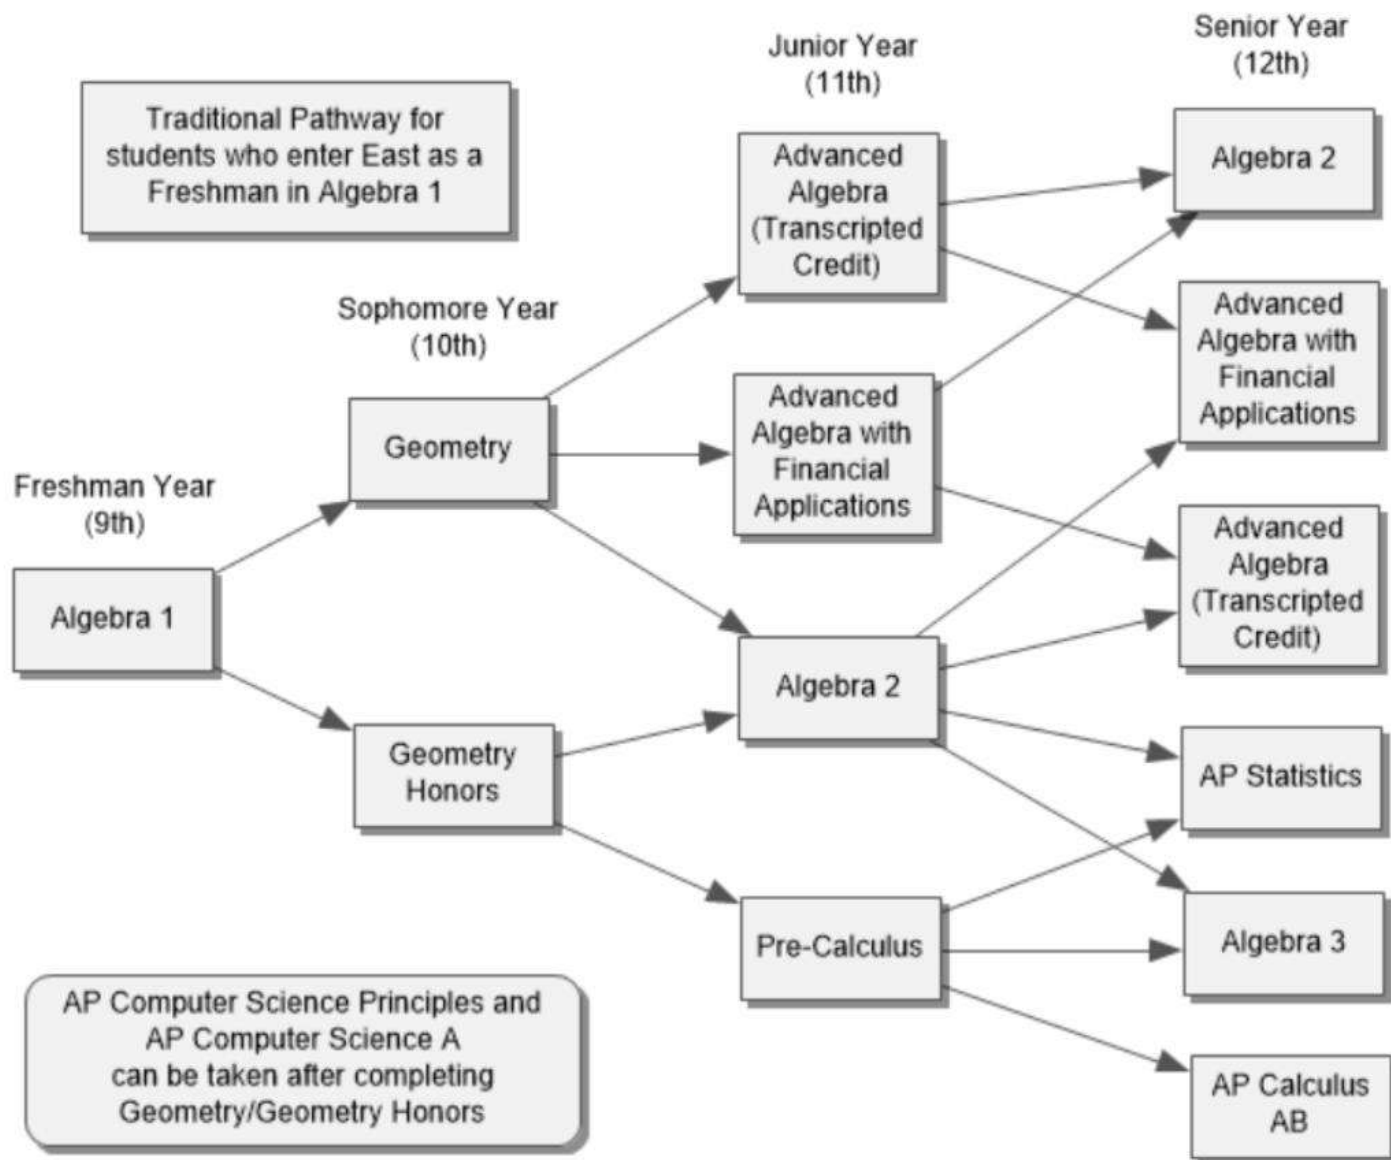 Traditional Pathway for
students who enter East as a
Freshman in Algebra 1
Freshman Year
(9th)
Algebra 1
Sophomore Year
(10th)
Geometry
Geometry
Honors
Junior Year
(11th)
Advanced
Algebra
(Transcripted
Credit)
Advanced
Algebra with
Financial
Applications
Algebra 2
Pre-Calculus
Senior Year
(12th)
Algebra 2
Advanced
Algebra with
Financial
Applications
Advanced
Algebra
(Transcripted
Credit)
AP Statistics
Algebra 3
AP Calculus
AB
AP Computer Science Principles and
AP Computer Science A
can be taken after completing
Geometry/Geometry Honors